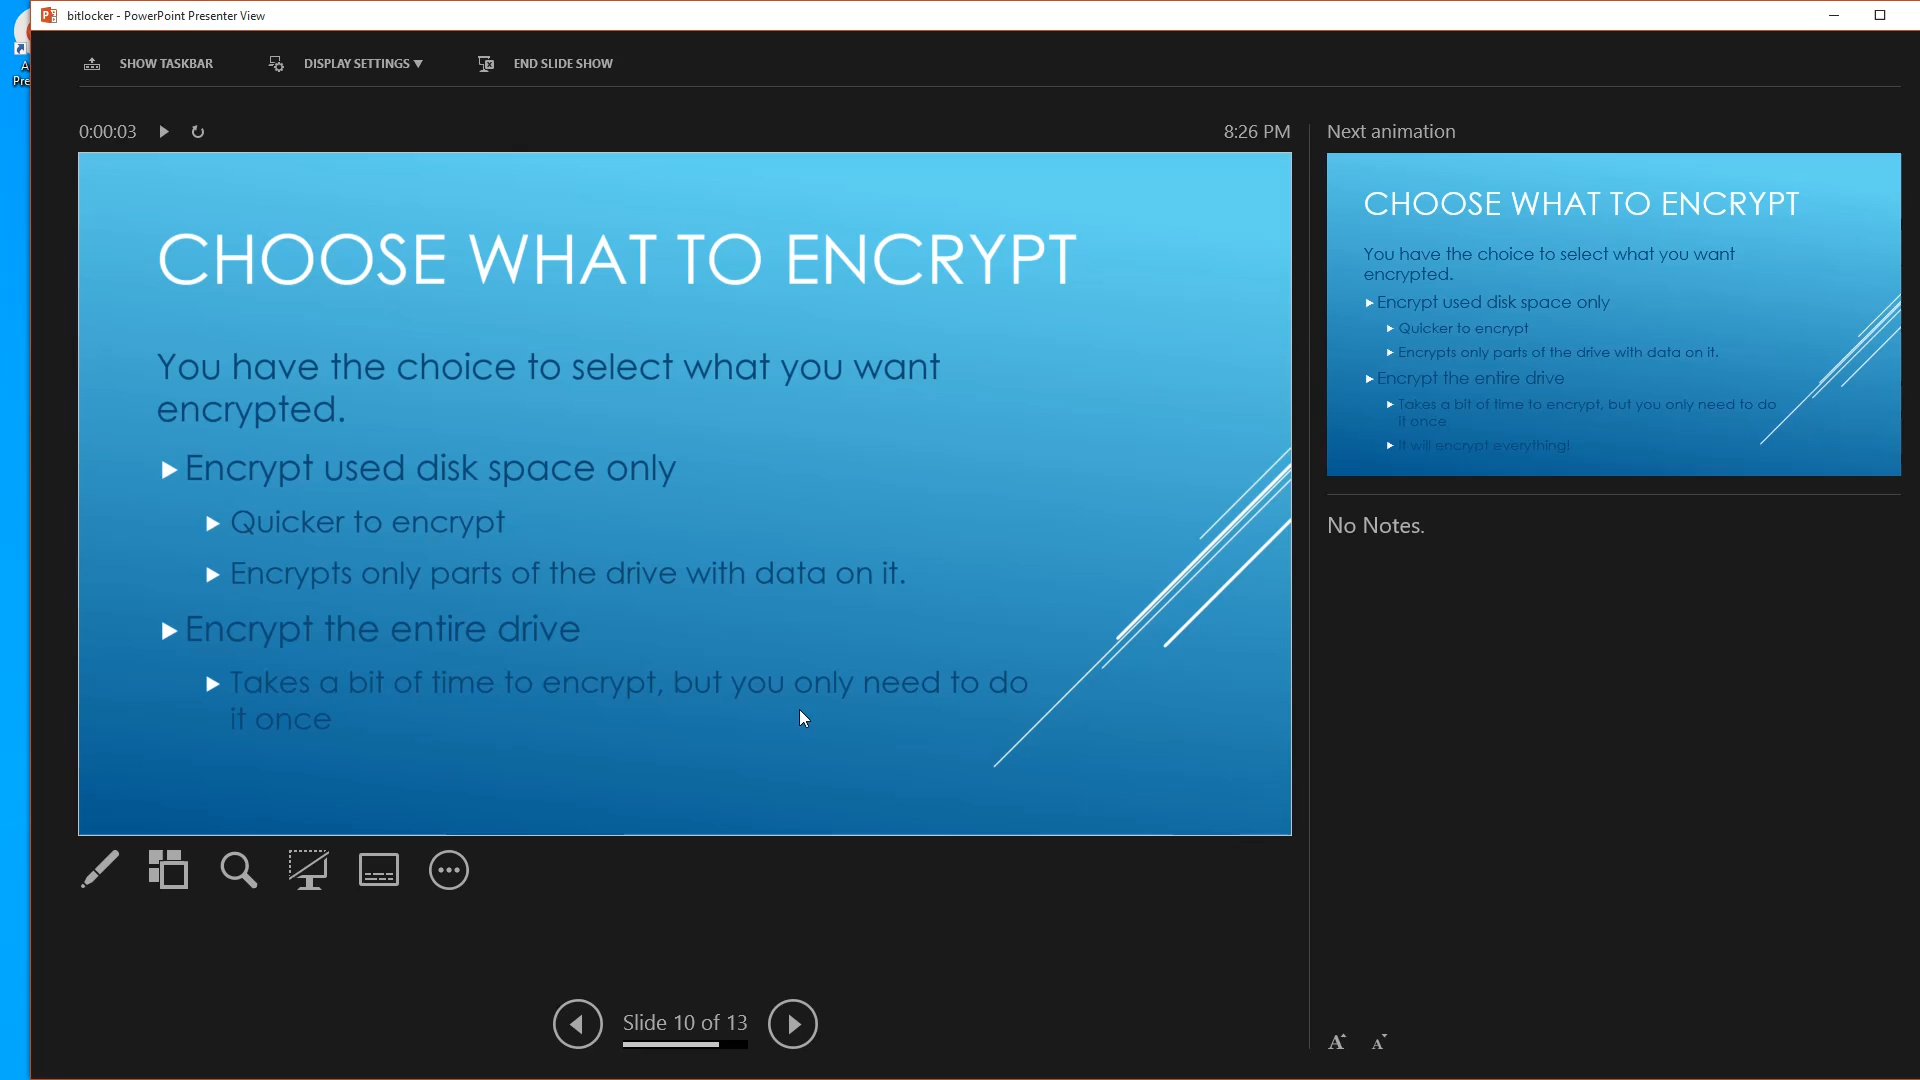 bitlocker - PowerPoint Presenter View
A
Pre
SHOW TASKBAR
DISPLAY SETTINGS
END SLIDE SHOW
0:00:03
8:26 PM
CHOOSE WHAT TO ENCRYPT
You have the choice to select what you want
encrypted.
Encrypt used disk space only
Quicker to encrypt
Encrypts only parts of the drive with data on it.
Encrypt the entire drive
Takes a bit of time to encrypt, but you only need to do
it once
Next animation
CHOOSE WHAT TO ENCRYPT
You have the choice to select what you want
encrypted.
Encrypt used disk space only
Quicker to encrypt
Encrypts only parts of the drive with data on it.
Encrypt the entire drive
Takes a bit of time to encrypt, but you only need to do
it once
It will encrypt everything!
No Notes.
Slide 10 of 13
A A